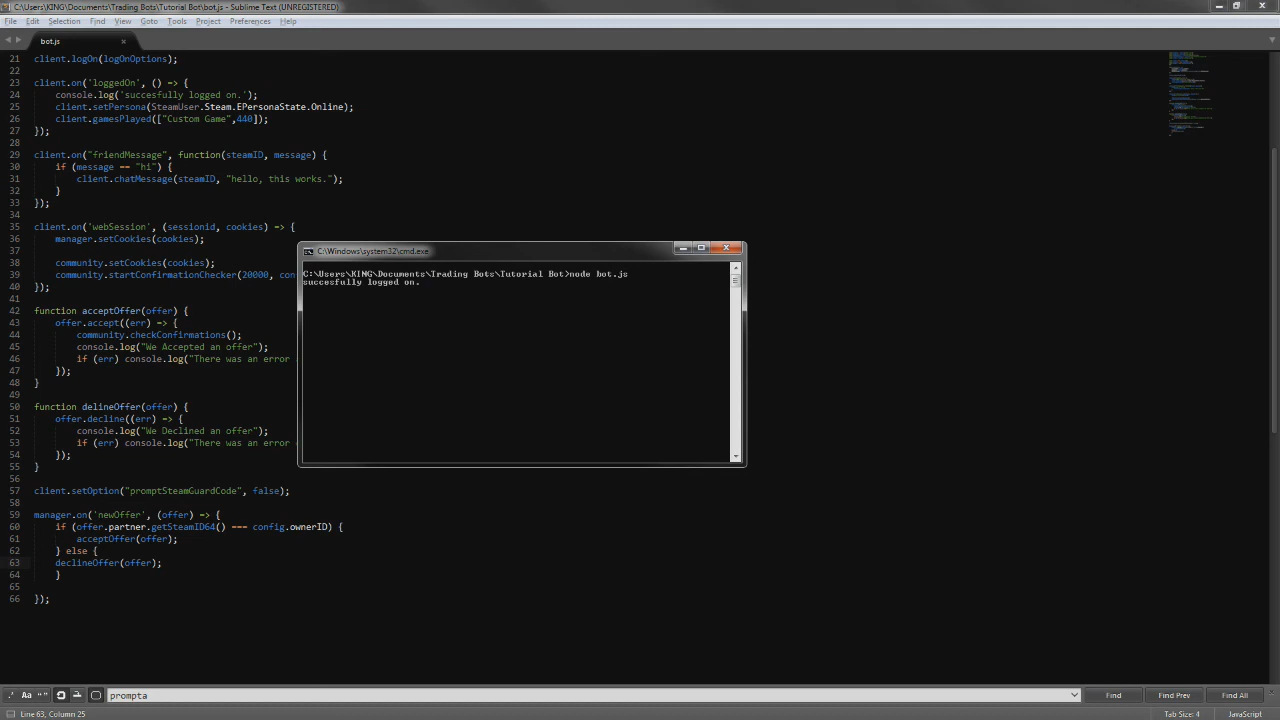 C:\Users\KING\Documents\Trading Bots\Tutorial Bot\bot.js - Sublime Text (UNREGISTERED)
File Edit Selection Find View Goto Tools Project Preferences Help
bot.js
21 client.logOn(logOnOptions);
22
23 client.on('loggedOn', () => {
24 console.log('succesfully logged on.');
25 client.setPersona(SteamUser.Steam.EPersonaState.Online);
26 client.gamesPlayed(["Custom Game",440]);
27 });
28
29 client.on("friendMessage", function(steamID, message) {
30 if (message == "hi") {
31 client.chatMessage(steamID, "hello, this works.");
32 }
33 });
34
35 client.on('webSession', (sessionid, cookies) => {
36 manager.setCookies(cookies);
37
38 community.setCookies(cookies);
39 community.startConfirmationChecker(20000, con
40 });
41
42 function acceptOffer(offer) {
43 offer.accept((err) => {
44 community.checkConfirmations();
45 console.log("We Accepted an offer");
46 if (err) console.log("There was an error
47 });
48 }
49
50 function delineOffer(offer) {
51 offer.decline((err) => {
52 console.log("We Declined an offer");
53 if (err) console.log("There was an error
54 });
55 }
56
57 client.setOption("promptSteamGuardCode", false);
58
59 manager.on('newOffer', (offer) => {
60 if (offer.partner.getSteamID64() === config.ownerID) {
61 acceptOffer(offer);
62 } else {
63 declineOffer(offer);
64 }
65
66 });
C:\Windows\system32\cmd.exe
C:\Users\KING\Documents\Trading Bots\Tutorial Bot>node bot.js
succesfully logged on.
.* Aa “” prompta Find Find Prev Find All
Line 63, Column 25 Tab Size: 4 JavaScript